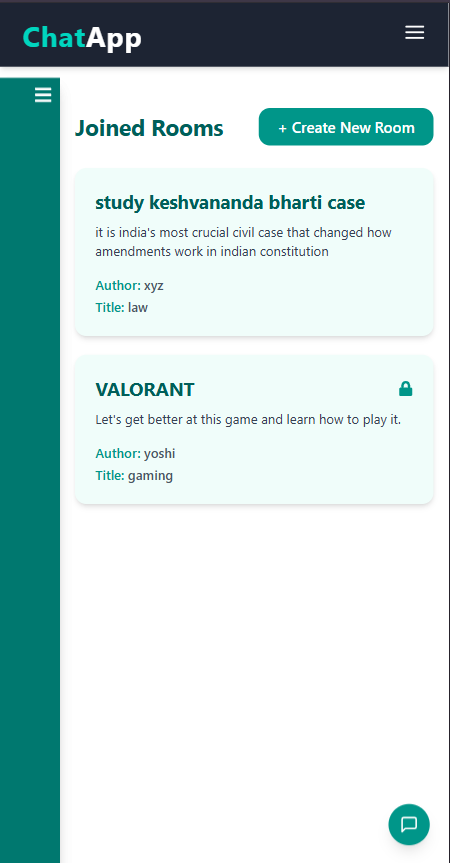 ChatApp
Joined Rooms
+ Create New Room
study keshvananda bharti case
it is india's most crucial civil case that changed how
amendments work in indian constitution
Author: xyz
Title: law
VALORANT
Let's get better at this game and learn how to play it.
Author: yoshi
Title: gaming